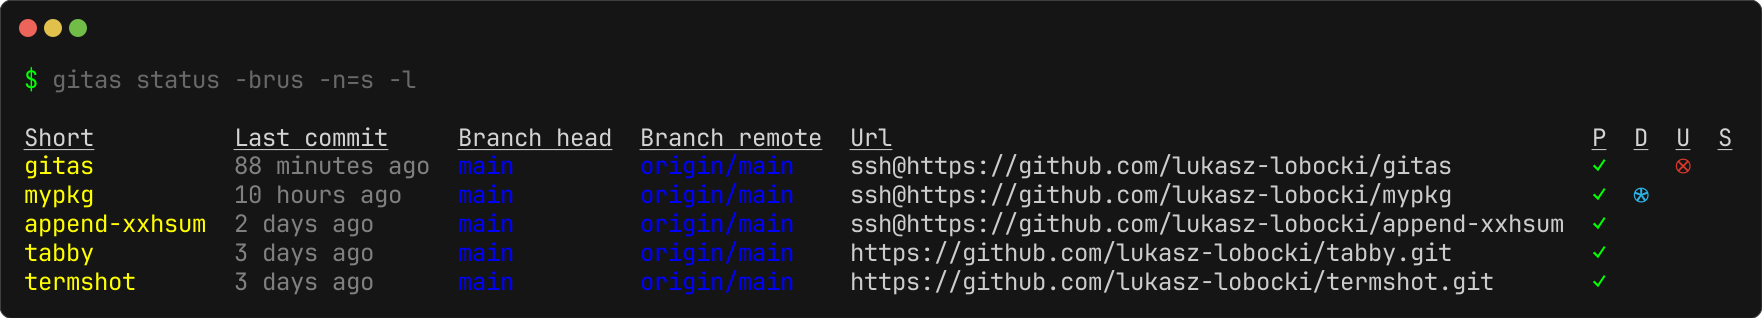 $ gitas status -brus -n=s -l
Short Last commit Branch head Branch remote Url P D U S
gitas 88 minutes ago main origin/main ssh@https://github.com/lukasz-lobocki/gitas ✓ ⊗
mypkg 10 hours ago main origin/main ssh@https://github.com/lukasz-lobocki/mypkg ✓ ⊛
append-xxhsum 2 days ago main origin/main ssh@https://github.com/lukasz-lobocki/append-xxhsum ✓
tabby 3 days ago main origin/main https://github.com/lukasz-lobocki/tabby.git ✓
termshot 3 days ago main origin/main https://github.com/lukasz-lobocki/termshot.git ✓